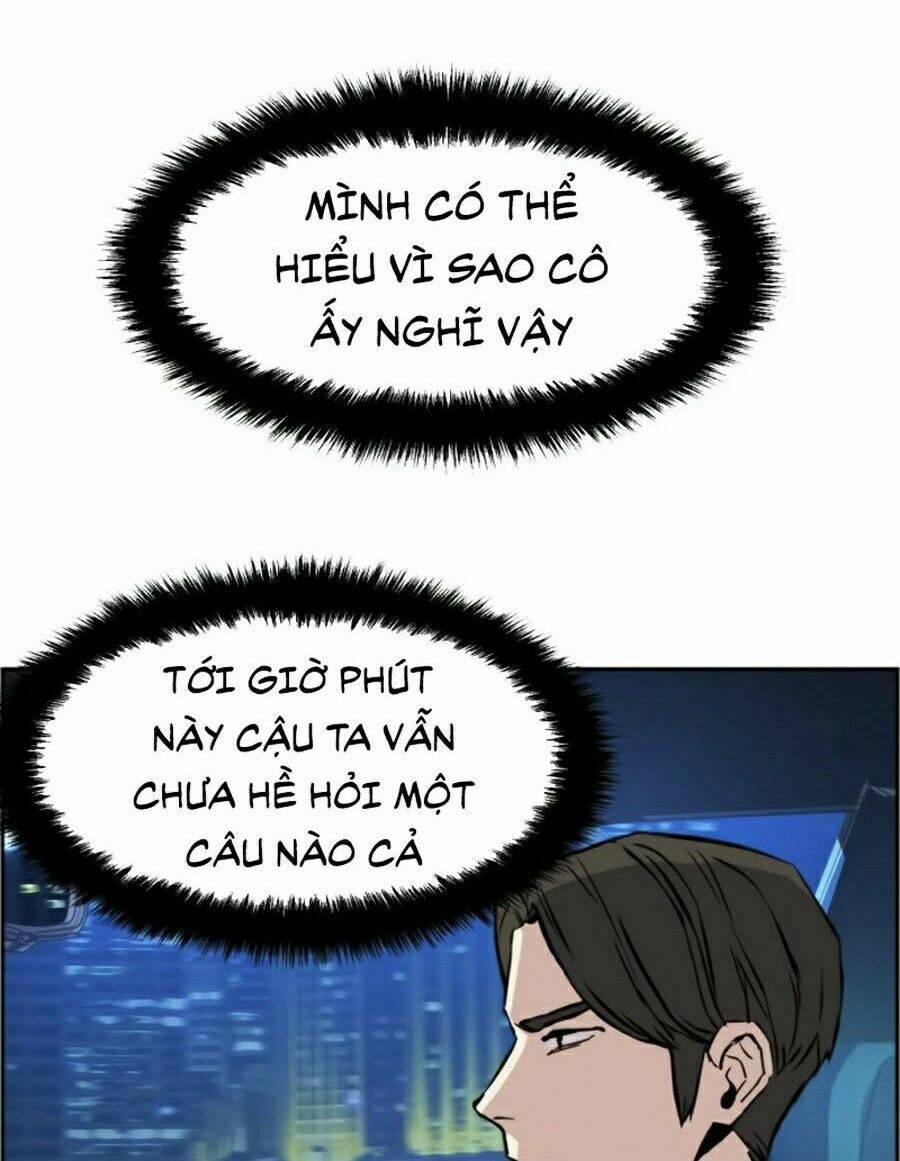 MÌNH CÓ THỂ
HIỂU VÌ SAO CÔ
ẤY NGHĨ VẬY
TỚI GIỜ PHÚT
NÀY CẬU TA VẪN
CHƯA HỀ HỎI MỘT
CÂU NÀO CẢ